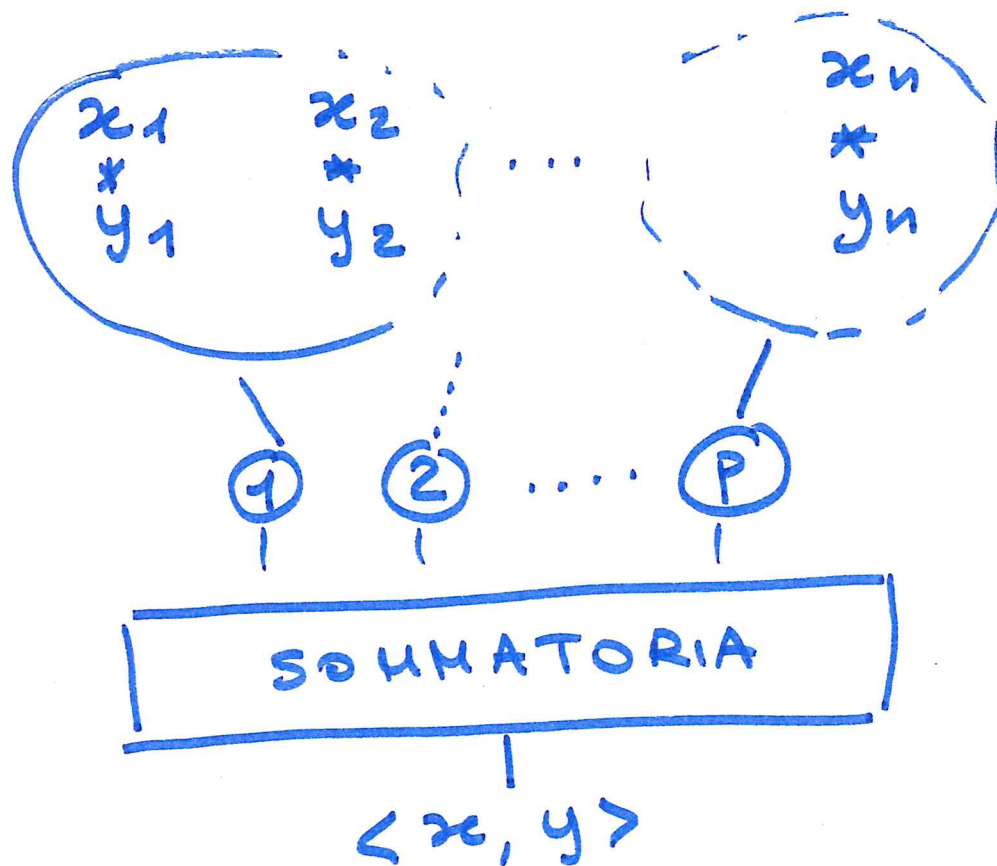 x1 x2 ... xn
* * *
y1 y2 yn
1 2 .... P
SOMMATORIA
<x, y>